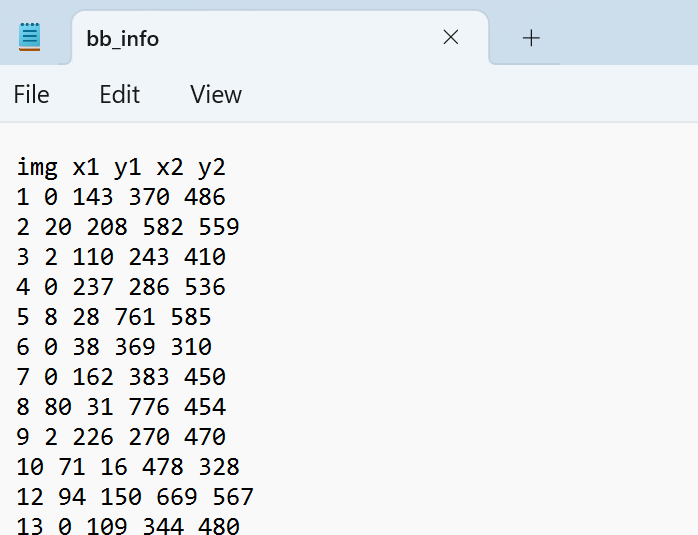 bb_info
File Edit View
img x1 y1 x2 y2
1 0 143 370 486
2 20 208 582 559
3 2 110 243 410
4 0 237 286 536
5 8 28 761 585
6 0 38 369 310
7 0 162 383 450
8 80 31 776 454
9 2 226 270 470
10 71 16 478 328
12 94 150 669 567
13 0 109 344 480